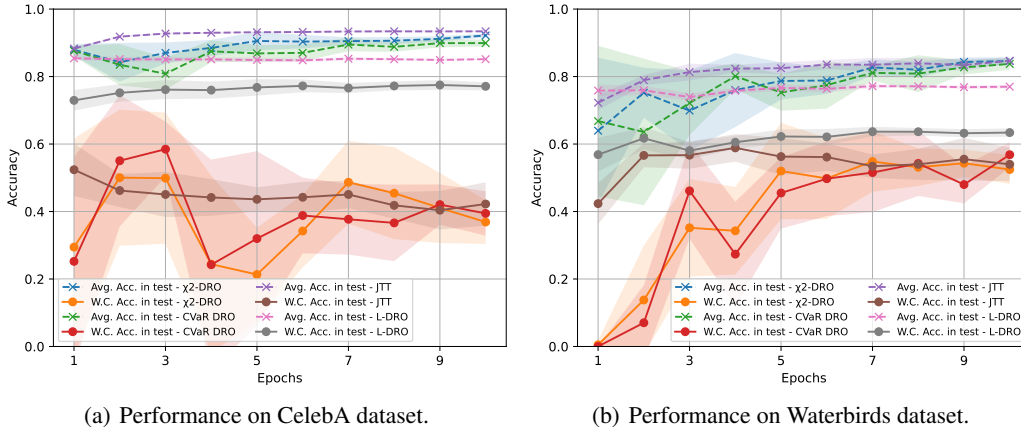 1.0
0.8
0.6
0.4
0.2
0.0
Accuracy
1 3 5 7 9
Epochs
Avg. Acc. in test - χ2-DRO
W.C. Acc. in test - χ2-DRO
Avg. Acc. in test - CVaR DRO
W.C. Acc. in test - CVaR DRO
Avg. Acc. in test - JTT
W.C. Acc. in test - JTT
Avg. Acc. in test - L-DRO
W.C. Acc. in test - L-DRO
(a) Performance on CelebA dataset.
1.0
0.8
0.6
0.4
0.2
0.0
Accuracy
1 3 5 7 9
Epochs
Avg. Acc. in test - χ2-DRO
W.C. Acc. in test - χ2-DRO
Avg. Acc. in test - CVaR DRO
W.C. Acc. in test - CVaR DRO
Avg. Acc. in test - JTT
W.C. Acc. in test - JTT
Avg. Acc. in test - L-DRO
W.C. Acc. in test - L-DRO
(b) Performance on Waterbirds dataset.